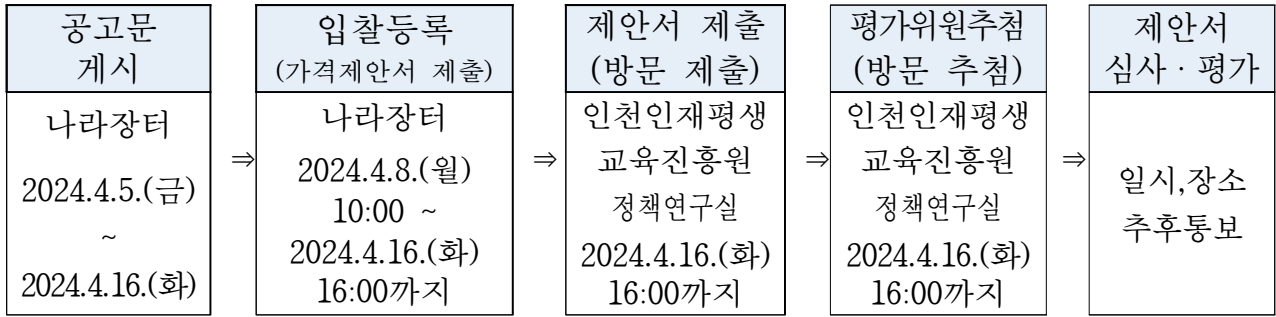 공고문
게시
나라장터
2024.4.5.(금)
~
2024.4.16.(화)
⇒
입찰등록
(가격제안서 제출)
나라장터
2024.4.8.(월)
10:00 ~
2024.4.16.(화)
16:00까지
⇒
제안서 제출
(방문 제출)
인천인재평생
교육진흥원
정책연구실
2024.4.16.(화)
16:00까지
⇒
평가위원추첨
(방문 추첨)
인천인재평생
교육진흥원
정책연구실
2024.4.16.(화)
16:00까지
⇒
제안서
심사·평가
일시,장소
추후통보